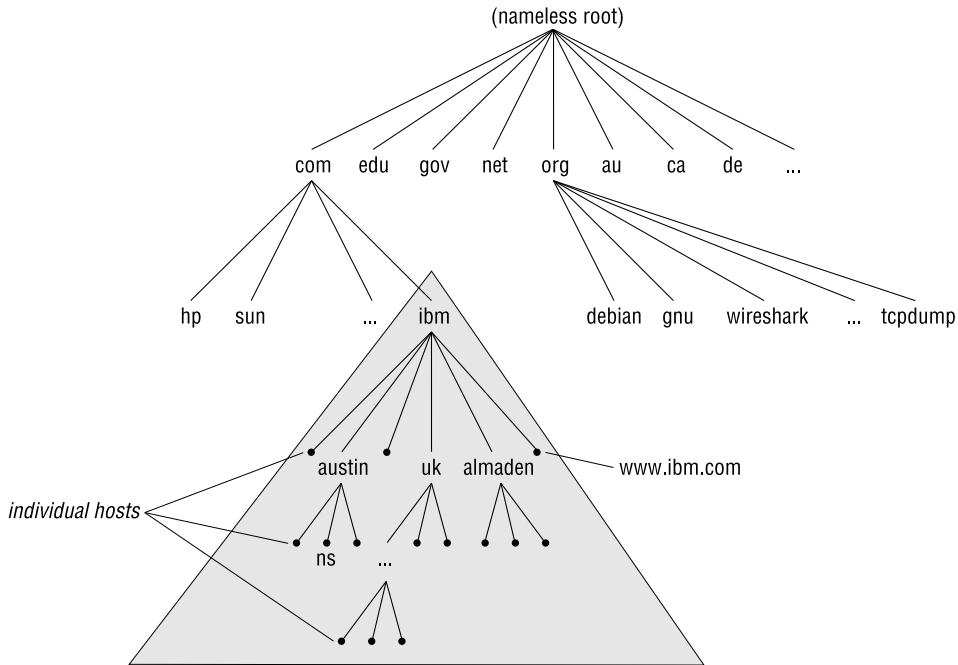 (nameless root)
com edu gov net org au ca de ...
hp sun ... ibm debian gnu wireshark ... tcpdump
austin uk almaden www.ibm.com
individual hosts
ns ...